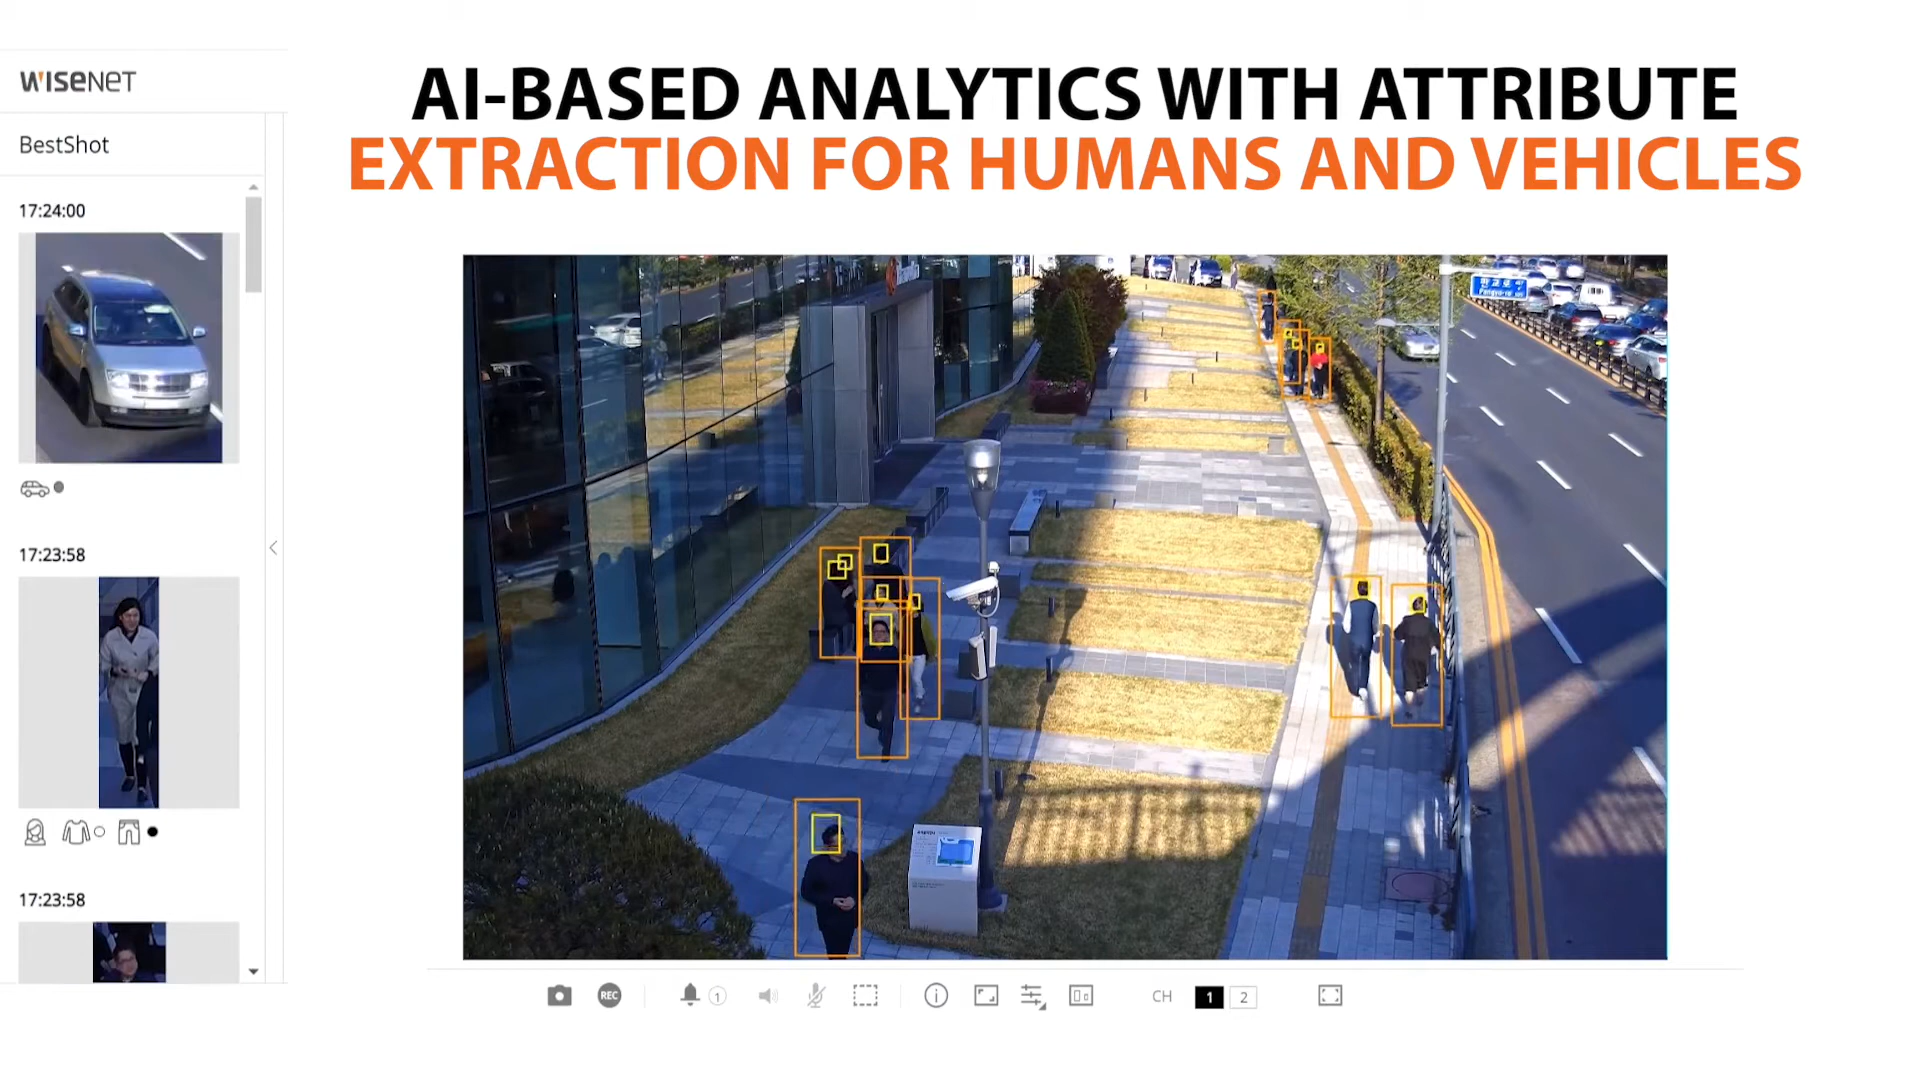 WISENET
BestShot
17:24:00
17:23:58
17:23:58
AI-BASED ANALYTICS WITH ATTRIBUTE
EXTRACTION FOR HUMANS AND VEHICLES
REC
1
CH
1
2